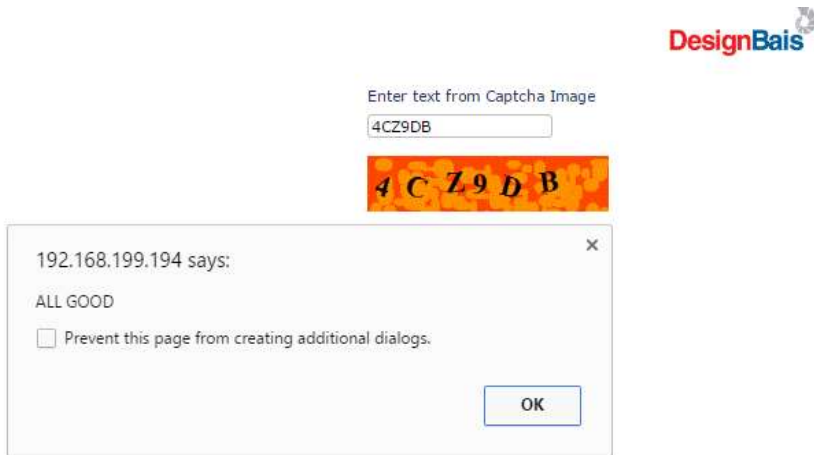 DesignBais
Enter text from Captcha Image
4CZ9DB
4 C Z 9 D B
192.168.199.194 says:
ALL GOOD
Prevent this page from creating additional dialogs.
OK